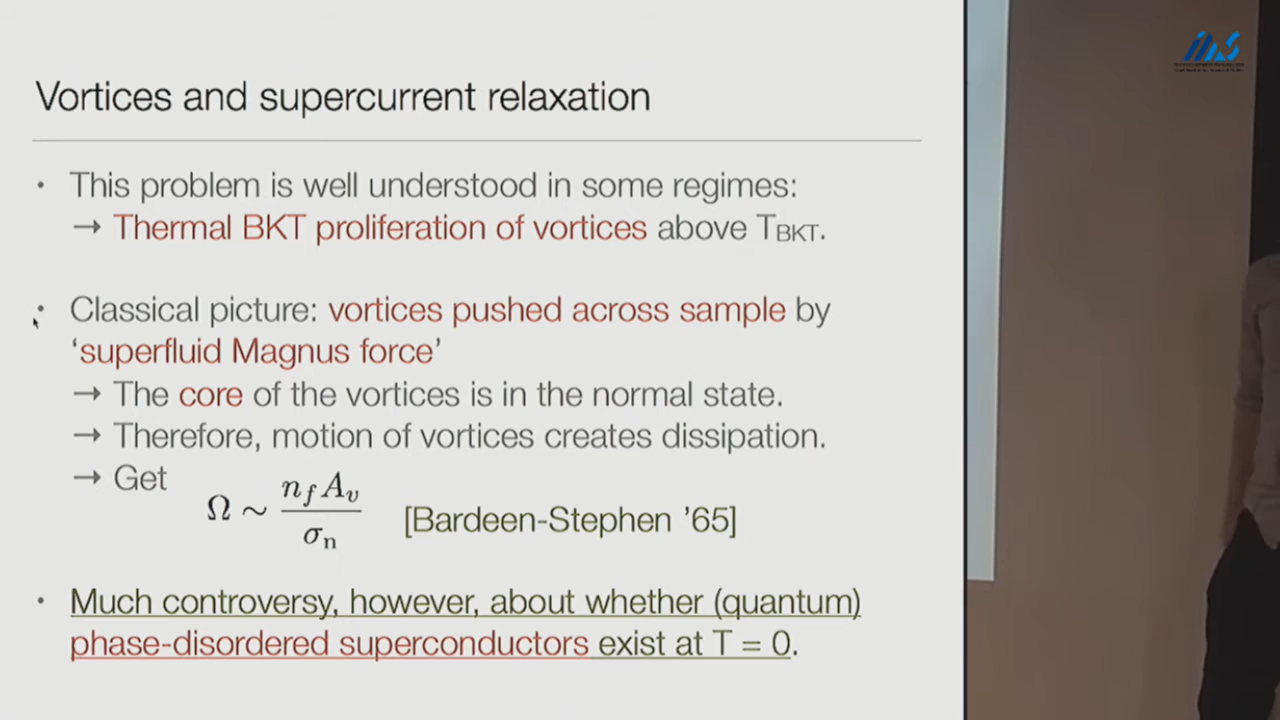 Vortices and supercurrent relaxation
• This problem is well understood in some regimes:
→ Thermal BKT proliferation of vortices above T_BKT.
• Classical picture: vortices pushed across sample by
‘superfluid Magnus force’
→ The core of the vortices is in the normal state.
→ Therefore, motion of vortices creates dissipation.
→ Get
Ω ~ n_f A_v / σ_n [Bardeen-Stephen ’65]
• Much controversy, however, about whether (quantum)
phase-disordered superconductors exist at T = 0.